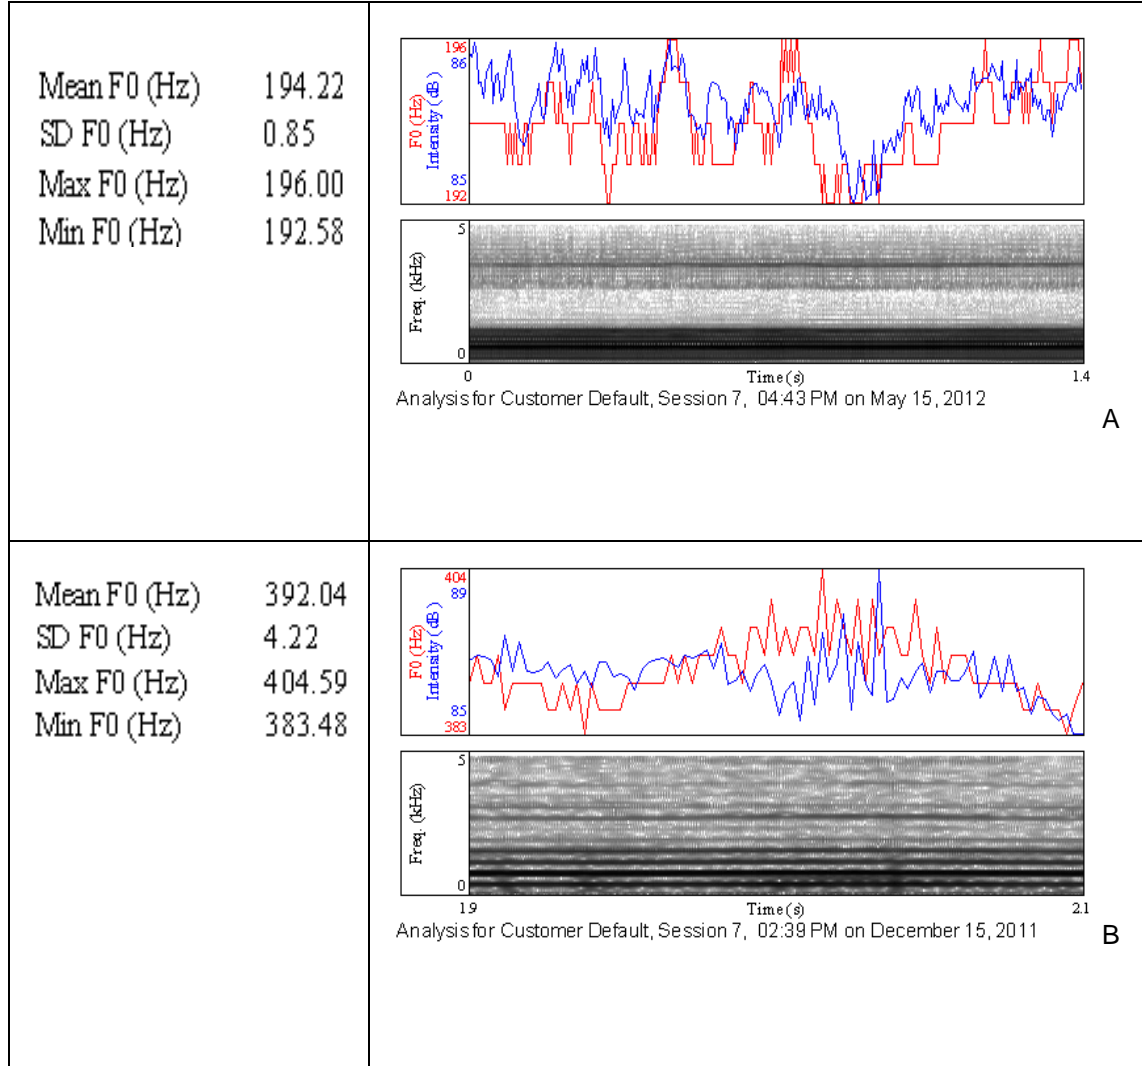 Mean F0 (Hz) 194.22
SD F0 (Hz) 0.85
Max F0 (Hz) 196.00
Min F0 (Hz) 192.58
196
86
F0 (Hz)
Intensity (dB)
85
192
5
Freq. (kHz)
0
0 Time(s) 1.4
Analysis for Customer Default, Session 7, 04:43 PM on May 15, 2012
A
Mean F0 (Hz) 392.04
SD F0 (Hz) 4.22
Max F0 (Hz) 404.59
Min F0 (Hz) 383.48
404
89
F0 (Hz)
Intensity (dB)
85
383
5
Freq. (kHz)
0
1.9 Time(s) 2.1
Analysis for Customer Default, Session 7, 02:39 PM on December 15, 2011
B